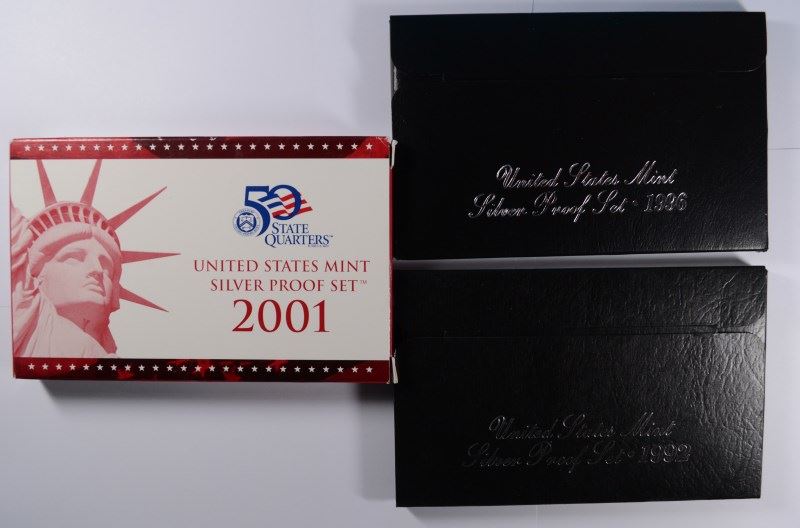 50
STATE
QUARTERS
UNITED STATES MINT
SILVER PROOF SET™
2001
United States Mint
Silver Proof Set • 1996
United States Mint
Silver Proof Set • 1992